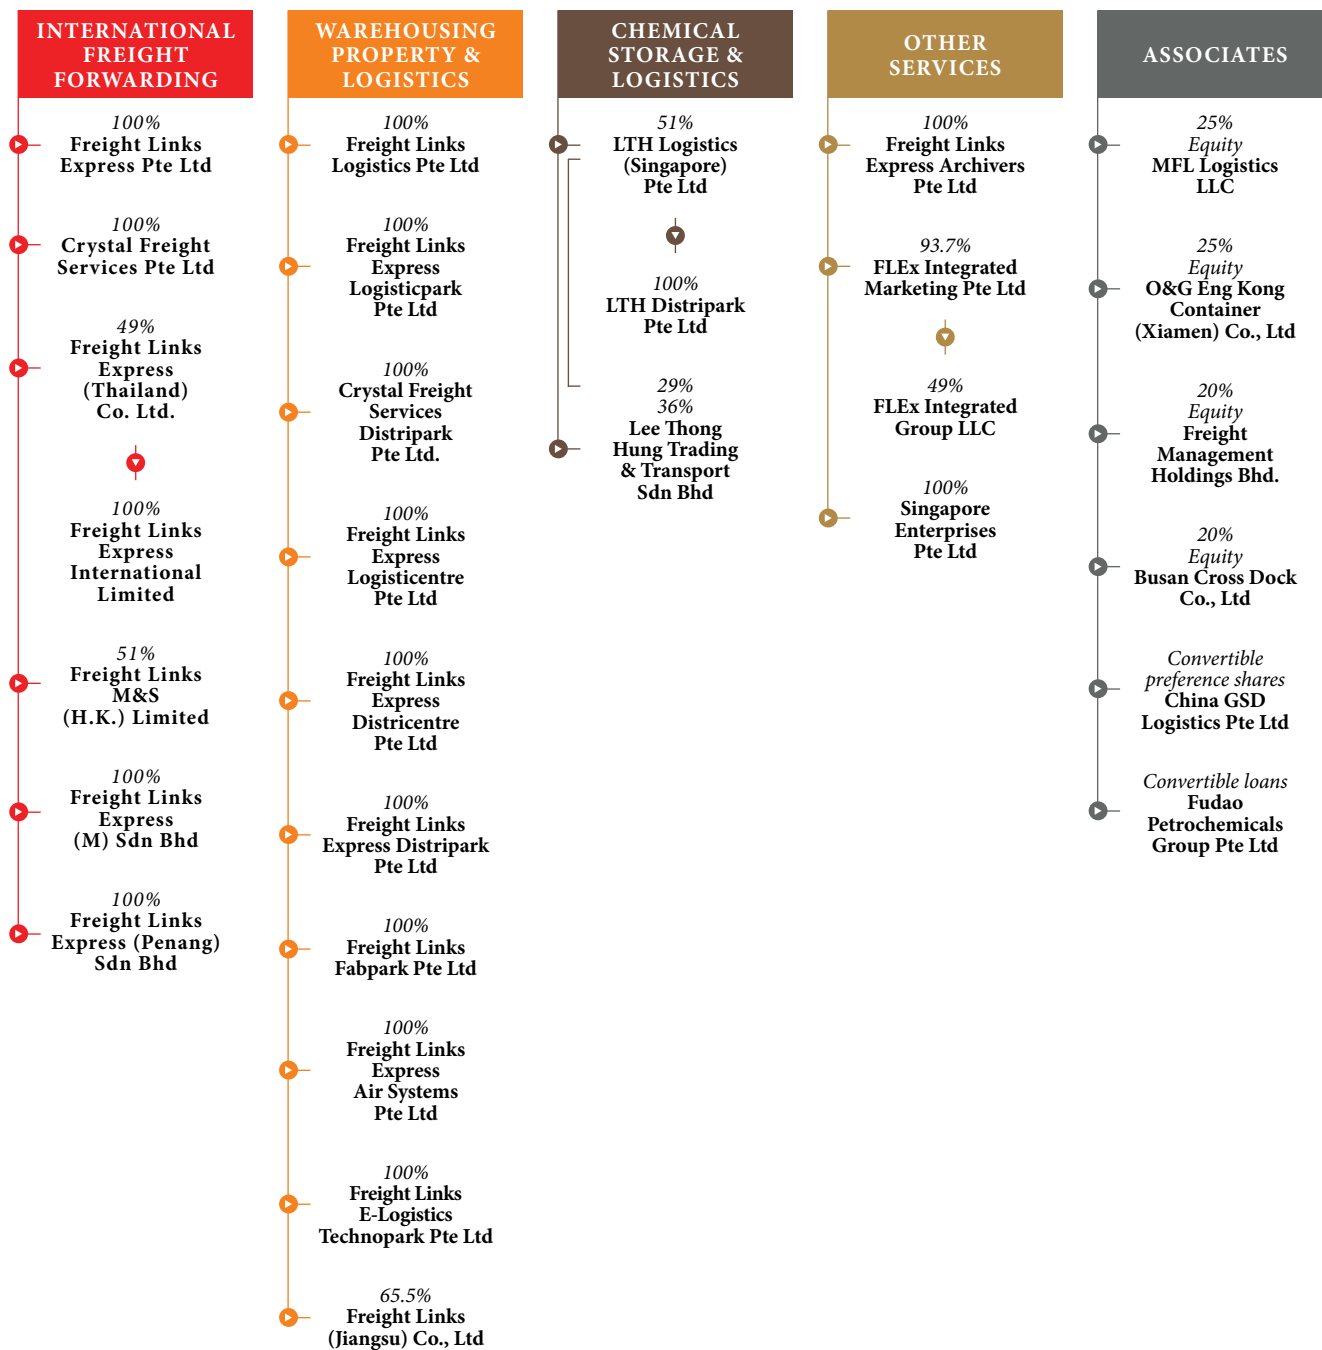 INTERNATIONAL
FREIGHT
FORWARDING
100%
Freight Links
Express Pte Ltd
100%
Crystal Freight
Services Pte Ltd
49%
Freight Links
Express
(Thailand)
Co. Ltd.
100%
Freight Links
Express
International
Limited
51%
Freight Links
M&S
(H.K.) Limited
100%
Freight Links
Express
(M) Sdn Bhd
100%
Freight Links
Express (Penang)
Sdn Bhd
WAREHOUSING
PROPERTY &
LOGISTICS
100%
Freight Links
Logistics Pte Ltd
100%
Freight Links
Express
Logisticpark
Pte Ltd
100%
Crystal Freight
Services
Distripark
Pte Ltd.
100%
Freight Links
Express
Logisticentre
Pte Ltd
100%
Freight Links
Express
Districentre
Pte Ltd
100%
Freight Links
Express Distripark
Pte Ltd
100%
Freight Links
Fabpark Pte Ltd
100%
Freight Links
Express
Air Systems
Pte Ltd
100%
Freight Links
E-Logistics
Technopark Pte Ltd
65.5%
Freight Links
(Jiangsu) Co., Ltd
CHEMICAL
STORAGE &
LOGISTICS
51%
LTH Logistics
(Singapore)
Pte Ltd
100%
LTH Distripark
Pte Ltd
29%
36%
Lee Thong
Hung Trading
& Transport
Sdn Bhd
OTHER
SERVICES
100%
Freight Links
Express Archivers
Pte Ltd
93.7%
FLEx Integrated
Marketing Pte Ltd
49%
FLEx Integrated
Group LLC
100%
Singapore
Enterprises
Pte Ltd
ASSOCIATES
25%
Equity
MFL Logistics
LLC
25%
Equity
O&G Eng Kong
Container
(Xiamen) Co., Ltd
20%
Equity
Freight
Management
Holdings Bhd.
20%
Equity
Busan Cross Dock
Co., Ltd
Convertible
preference shares
China GSD
Logistics Pte Ltd
Convertible loans
Fudao
Petrochemicals
Group Pte Ltd